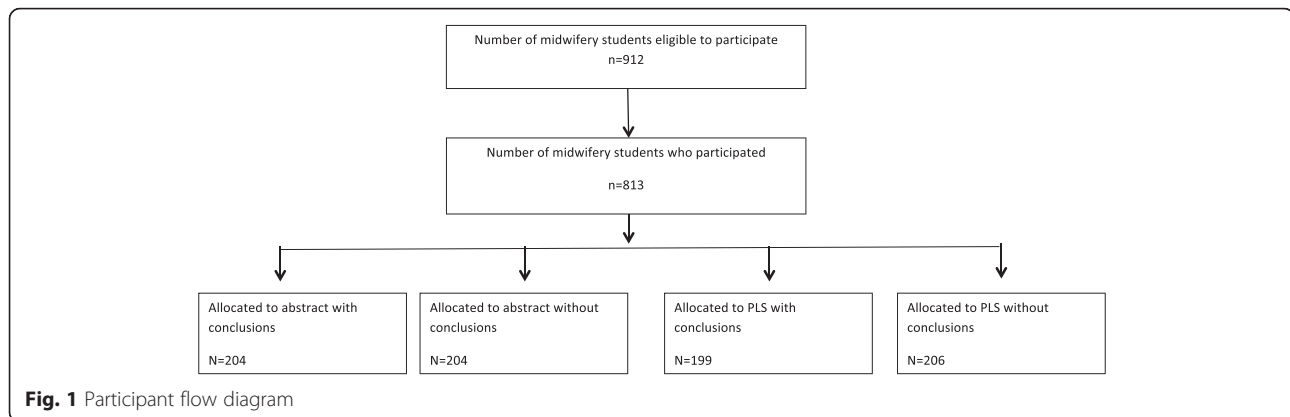 Number of midwifery students eligible to participate
n=912
Number of midwifery students who participated
n=813
Allocated to abstract with
conclusions
N=204
Allocated to abstract without
conclusions
N=204
Allocated to PLS with
conclusions
N=199
Allocated to PLS without
conclusions
N=206
Fig. 1 Participant flow diagram